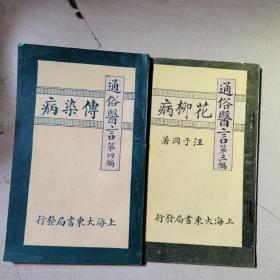 通俗醫言第四編
傳染病
上海大東書局發行
通俗醫言第三編
花柳病
汪于岡著
上海大東書局發行